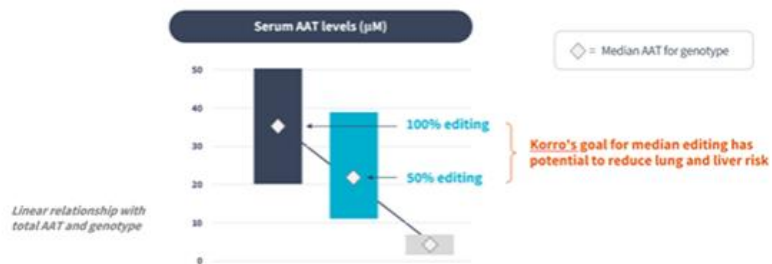 Serum AAT levels (μM)
◇ = Median AAT for genotype
50
40
30
20
10
0
100% editing
50% editing
Korro's goal for median editing has
potential to reduce lung and liver risk
Linear relationship with
total AAT and genotype